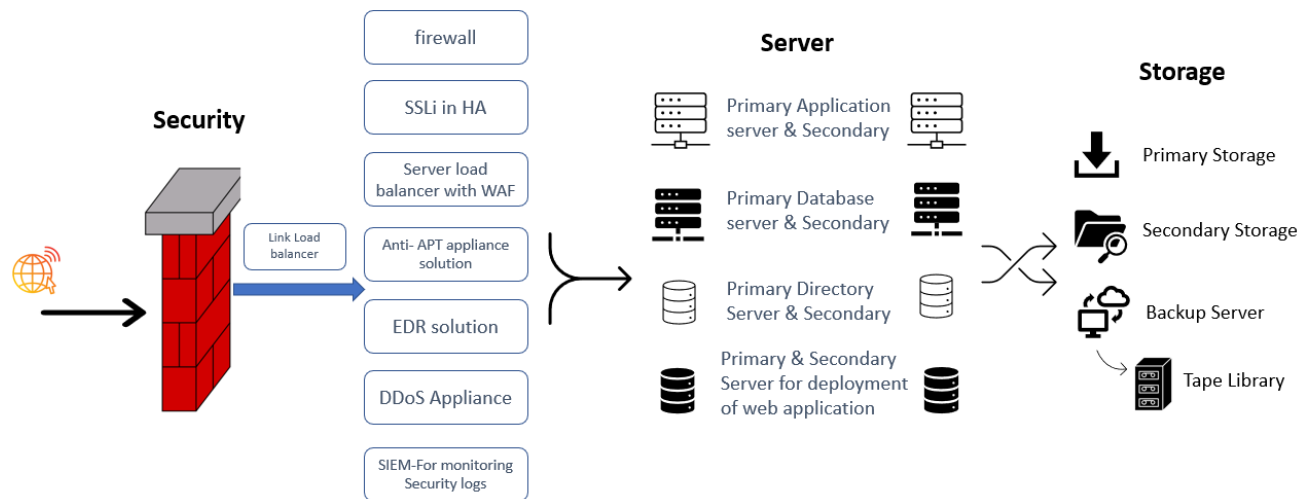 Security
Link Load
balancer
firewall
SSLi in HA
Server load
balancer with WAF
Anti- APT appliance
solution
EDR solution
DDoS Appliance
SIEM-For monitoring
Security logs
Server
Primary Application
server & Secondary
Primary Database
server & Secondary
Primary Directory
Server & Secondary
Primary & Secondary
Server for deployment
of web application
Storage
Primary Storage
Secondary Storage
Backup Server
Tape Library